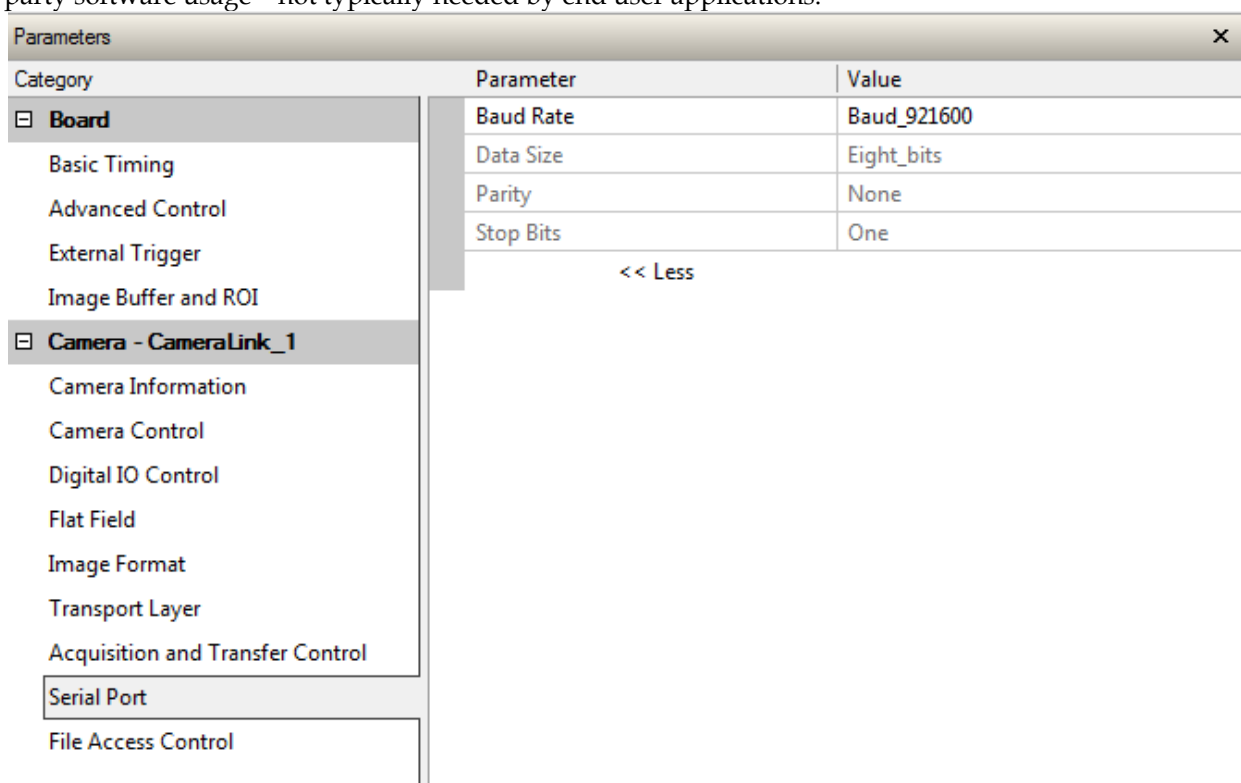 party software usage – not typically needed by end user applications.
Parameters
Category Parameter Value
Board Baud Rate Baud_921600
Basic Timing Data Size Eight_bits
Advanced Control Parity None
External Trigger Stop Bits One
Image Buffer and ROI << Less
Camera - CameraLink_1
Camera Information
Camera Control
Digital IO Control
Flat Field
Image Format
Transport Layer
Acquisition and Transfer Control
Serial Port
File Access Control